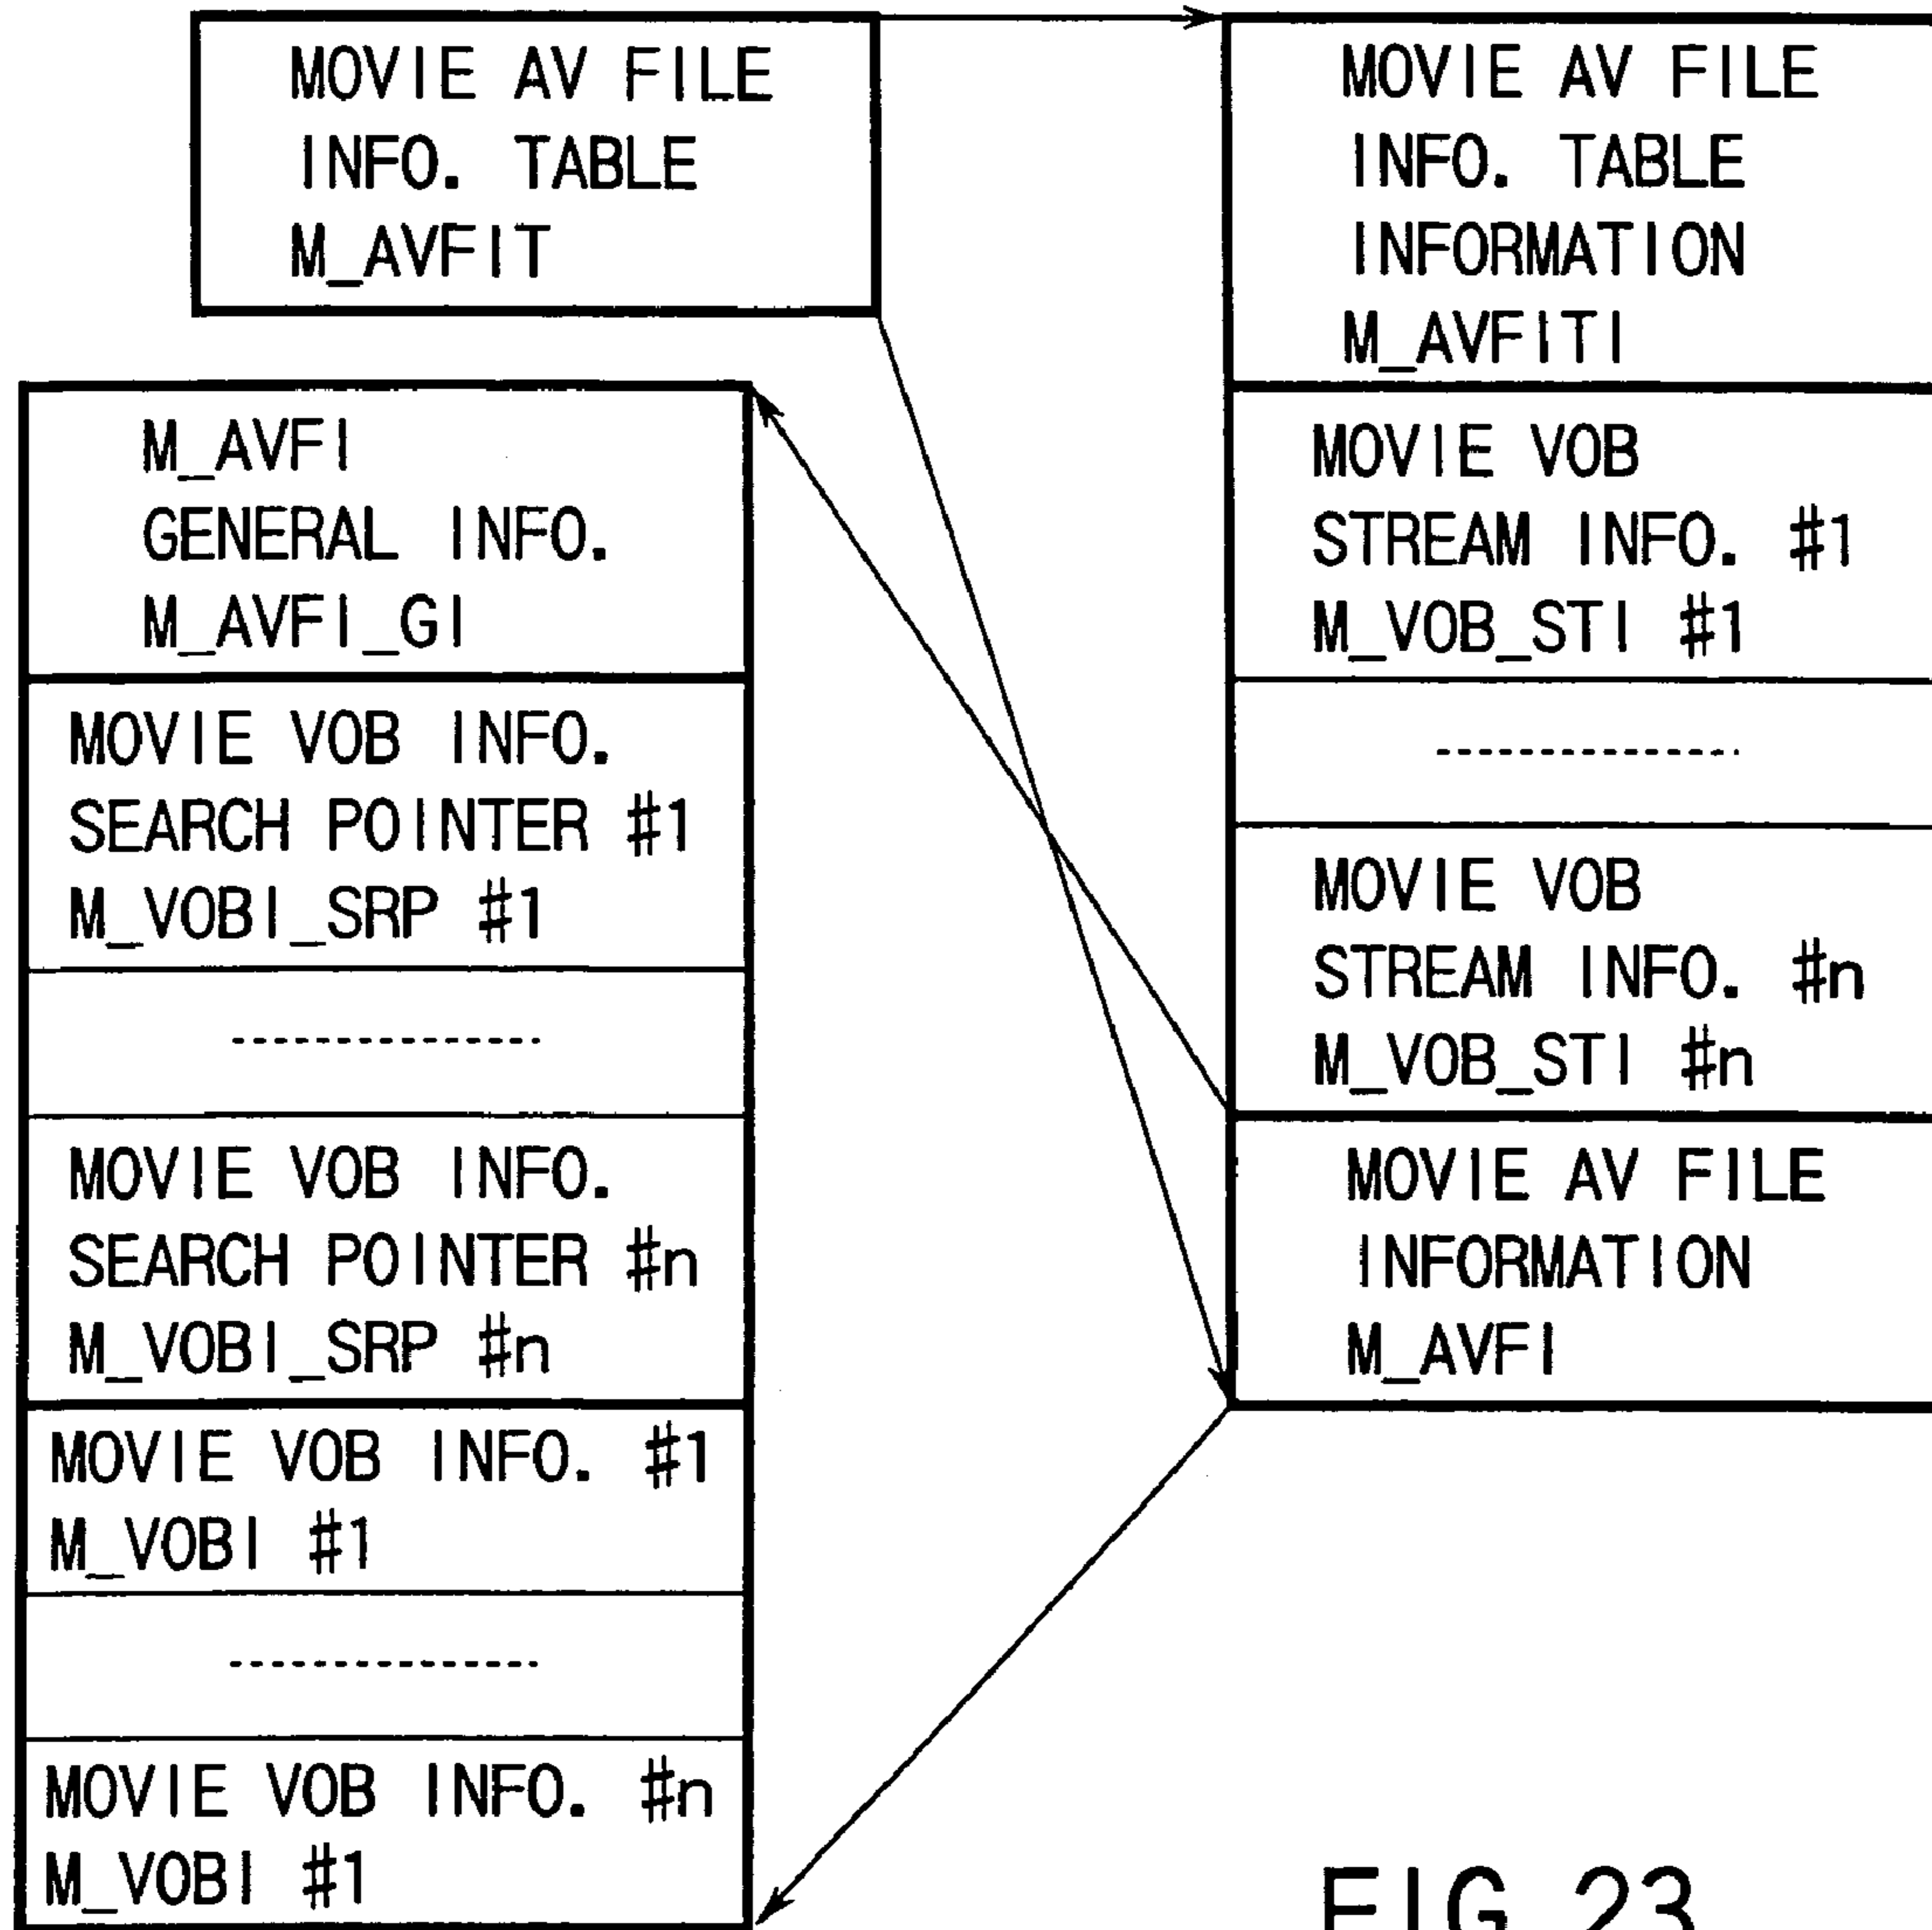 MOVIE AV FILE
INFO. TABLE
M_AVFIT
MOVIE AV FILE
INFO. TABLE
INFORMATION
M_AVFITI
MOVIE VOB
STREAM INFO. #1
M_VOB_STI #1
---------------
MOVIE VOB
STREAM INFO. #n
M_VOB_STI #n
MOVIE AV FILE
INFORMATION
M_AVFI
M_AVFI
GENERAL INFO.
M_AVFI_GI
MOVIE VOB INFO.
SEARCH POINTER #1
M_VOBI_SRP #1
---------------
MOVIE VOB INFO.
SEARCH POINTER #n
M_VOBI_SRP #n
MOVIE VOB INFO. #1
M_VOBI #1
---------------
MOVIE VOB INFO. #n
M_VOBI #1
FIG. 23